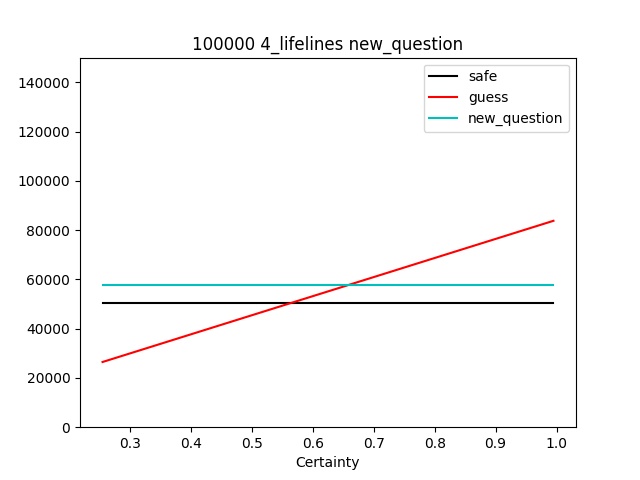 100000 4_lifelines new_question
safe
guess
new_question
140000
120000
100000
80000
60000
40000
20000
0
0.3 0.4 0.5 0.6 0.7 0.8 0.9 1.0
Certainty